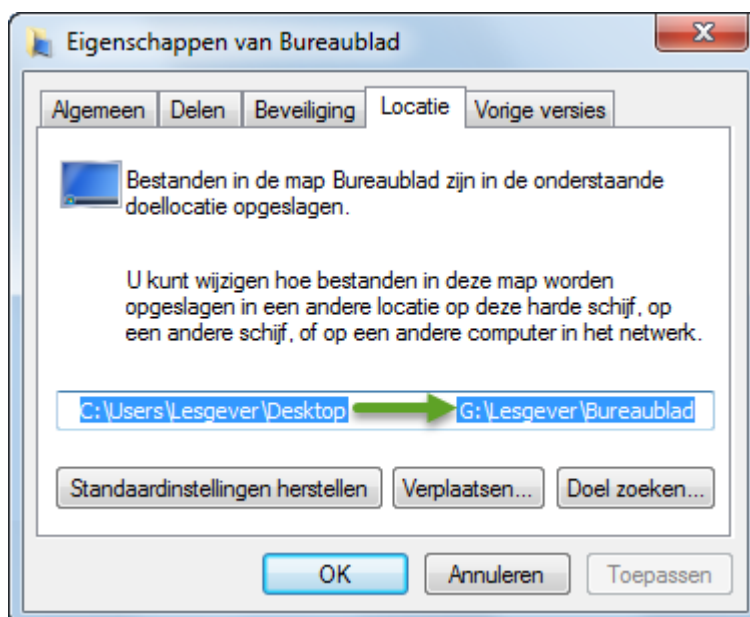 Eigenschappen van Bureaublad
Algemeen Delen Beveiliging Locatie Vorige versies
Bestanden in de map Bureaublad zijn in de onderstaande
doellocatie opgeslagen.
U kunt wijzigen hoe bestanden in deze map worden
opgeslagen in een andere locatie op deze harde schijf, op
een andere schijf, of op een andere computer in het netwerk.
C:\Users\Lesgever\Desktop G:\Lesgever\Bureaublad
Standaardinstellingen herstellen Verplaatsen... Doel zoeken...
OK Annuleren Toepassen